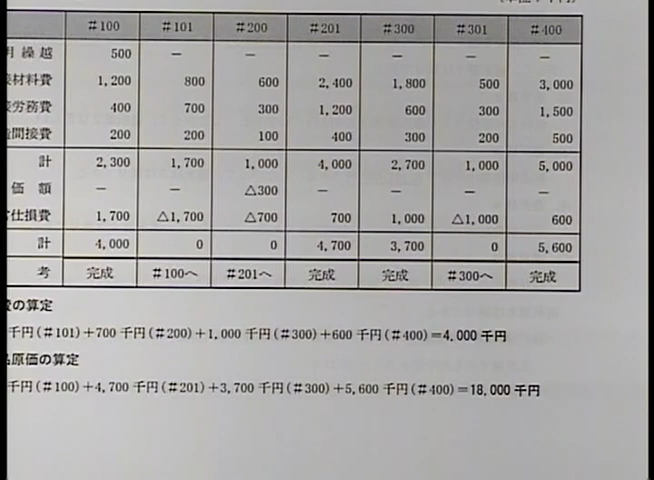 (単位:千円)
#100 #101 #200 #201 #300 #301 #400
月繰越 500 — — — — — —
接材料費 1,200 800 600 2,400 1,800 500 3,000
接労務費 400 700 300 1,200 600 300 1,500
造間接費 200 200 100 400 300 200 500
計 2,300 1,700 1,000 4,000 2,700 1,000 5,000
価額 — — △300 — — — —
仕損費 1,700 △1,700 △700 700 1,000 △1,000 600
計 4,000 0 0 4,700 3,700 0 5,600
考 完成 #100へ #201へ 完成 完成 #300へ 完成
費の算定
千円(#101)+700千円(#200)+1,000千円(#300)+600千円(#400)=4,000千円
品原価の算定
千円(#100)+4,700千円(#201)+3,700千円(#300)+5,600千円(#400)=18,000千円